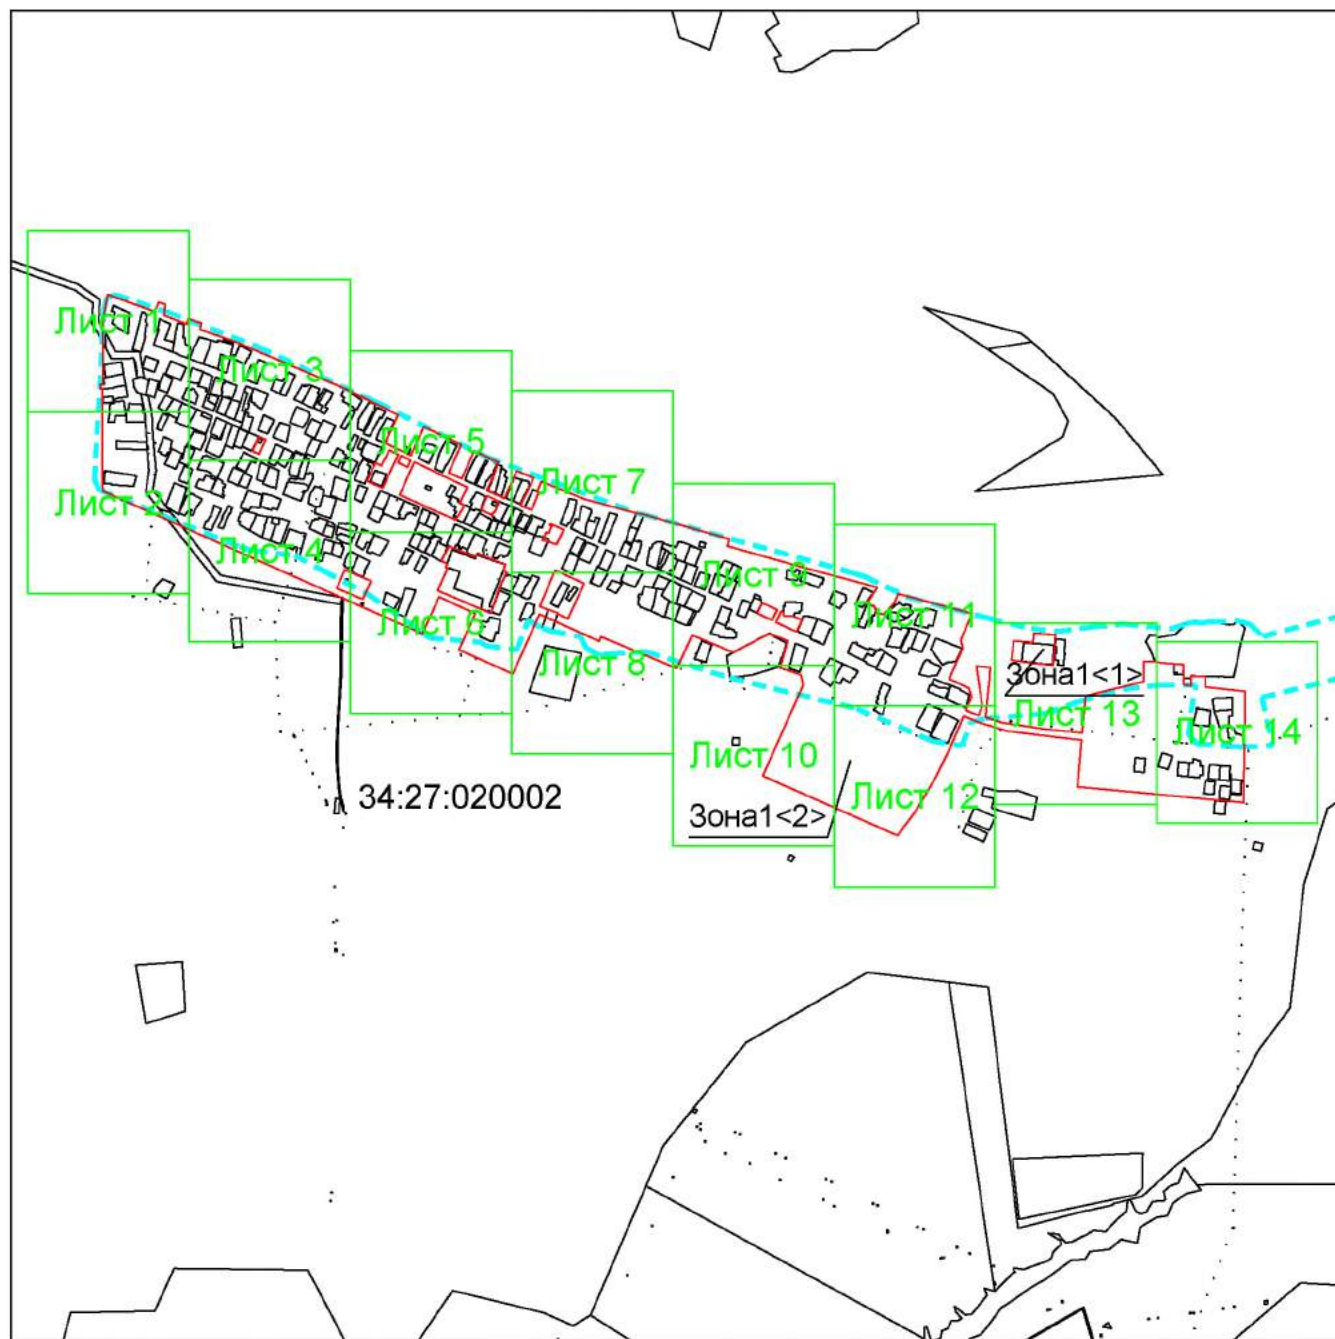 Лист 1
Лист 3
Лист 5
Лист 7
Лист 2
Лист 4
Лист 9
Лист 6
Лист 11
Лист 8
Зона1<1>
Лист 13
Лист 14
Лист 10
34:27:020002
Лист 12
Зона1<2>